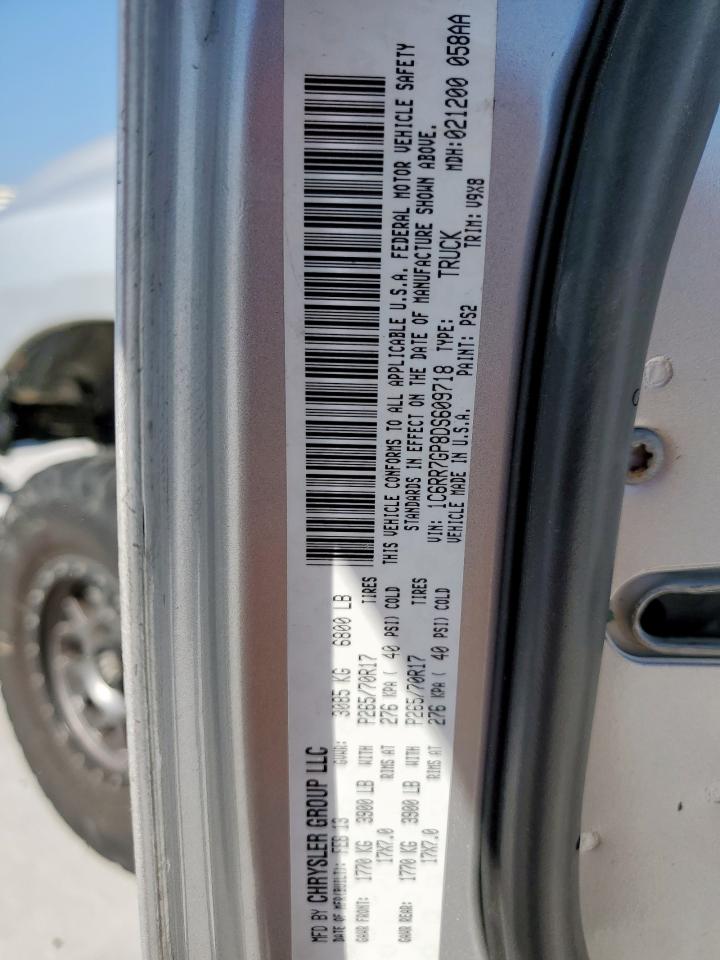 MFD BY CHRYSLER GROUP LLC
DATE OF MFR(BUILT): FEB 13 GVWR: 3085 KG 6800 LB
GAWR FRONT: 1770 KG 3900 LB WITH P265/70R17 TIRES
17X7.0 RIMS AT 276 KPA ( 40 PSI) COLD
GAWR REAR: 1770 KG 3900 LB WITH P265/70R17 TIRES
17X7.0 RIMS AT 276 KPA ( 40 PSI) COLD
THIS VEHICLE CONFORMS TO ALL APPLICABLE U.S.A. FEDERAL MOTOR VEHICLE SAFETY
STANDARDS IN EFFECT ON THE DATE OF MANUFACTURE SHOWN ABOVE.
VIN: 1C6RR7GP8DS609718 TYPE: TRUCK MDH:021200 058AA
VEHICLE MADE IN U.S.A. PAINT: PS2 TRIM: V9X8